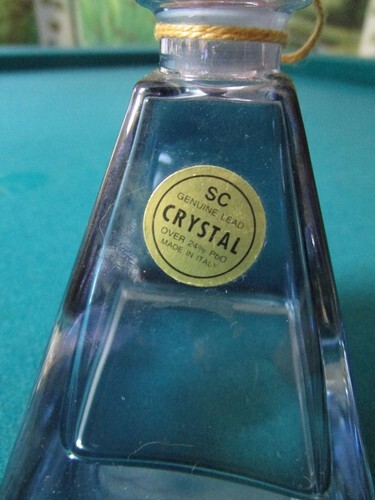 SC
GENUINE LEAD
CRYSTAL
OVER 24% PbO
MADE IN ITALY